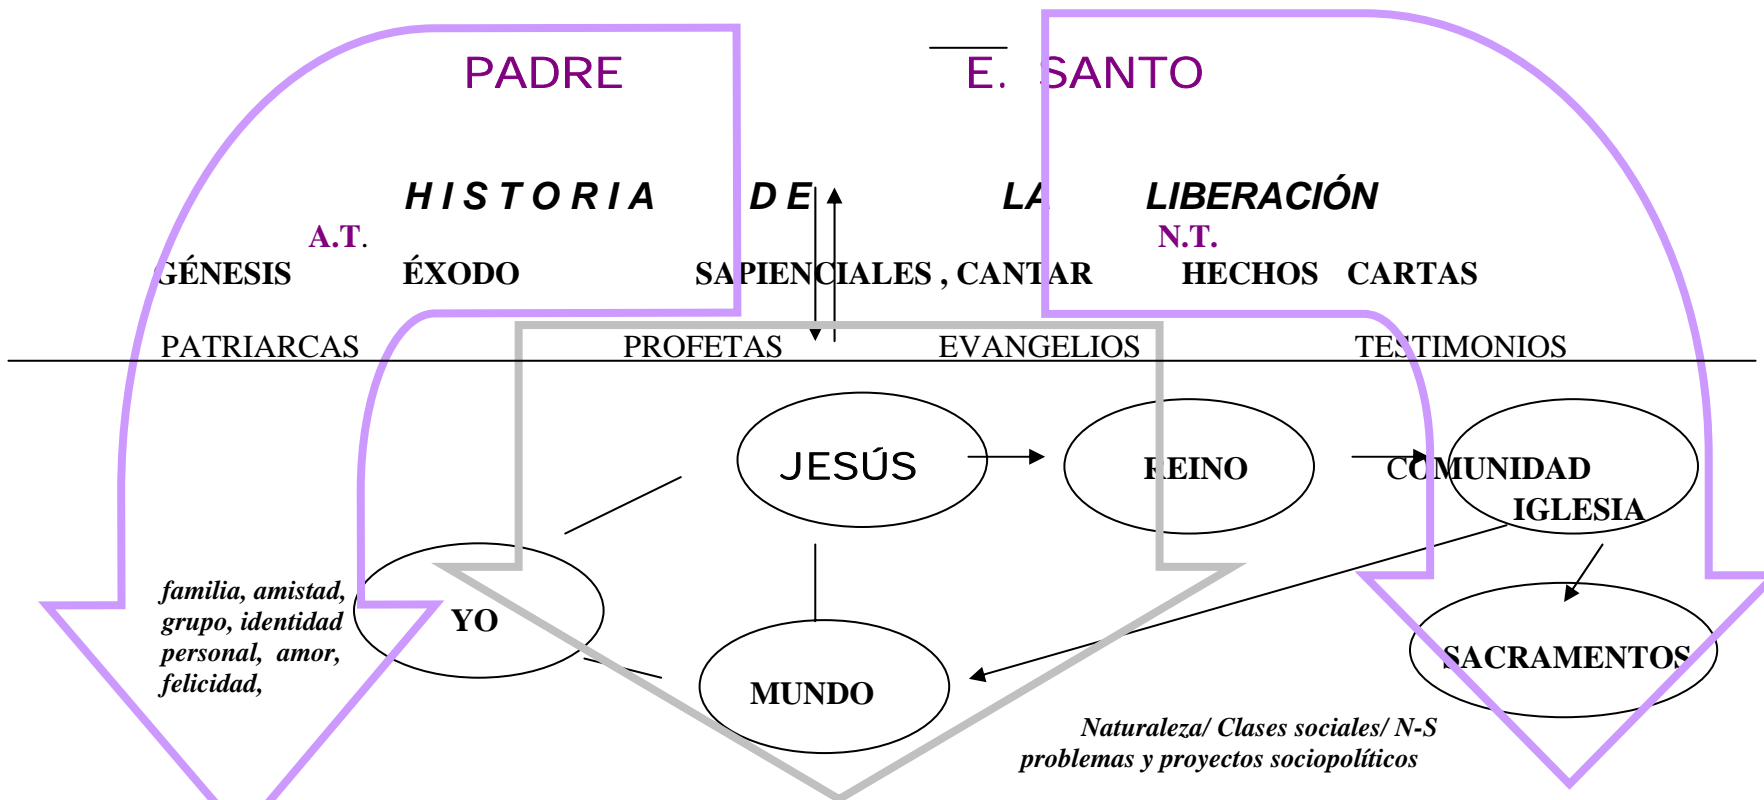 PADRE E. SANTO
H I S T O R I A D E LA LIBERACIÓN
A.T. N.T.
GÉNESIS ÉXODO SAPIENCIALES , CANTAR HECHOS CARTAS
PATRIARCAS PROFETAS EVANGELIOS TESTIMONIOS
JESÚS REINO COMUNIDAD
IGLESIA
familia, amistad,
grupo, identidad
personal, amor,
felicidad,
YO
SACRAMENTOS
MUNDO
Naturaleza/ Clases sociales/ N-S
problemas y proyectos sociopolíticos